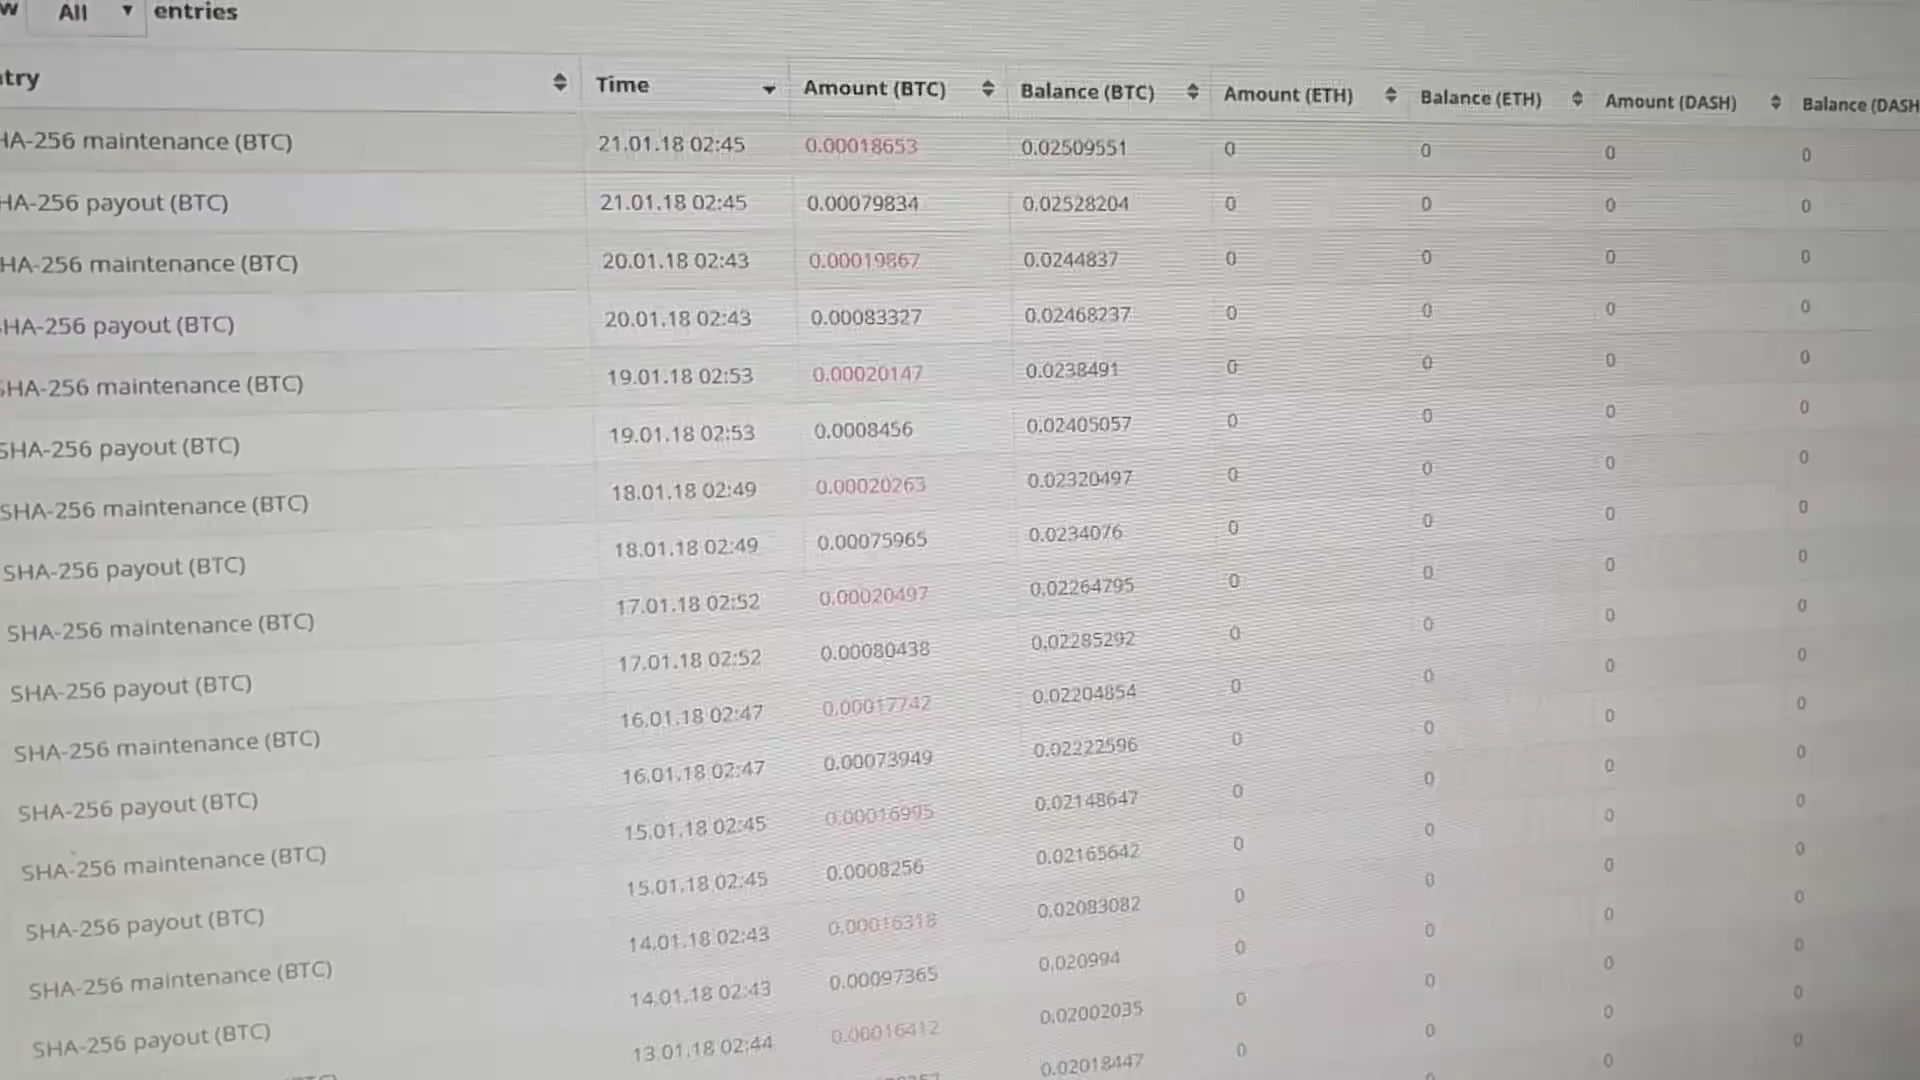 All entries
Time Amount (BTC) Balance (BTC) Amount (ETH) Balance (ETH) Amount (DASH) Balance (DASH
HA-256 maintenance (BTC) 21.01.18 02:45 0.00018653 0.02509551 0 0 0 0
HA-256 payout (BTC) 21.01.18 02:45 0.00079834 0.02528204 0 0 0 0
HA-256 maintenance (BTC) 20.01.18 02:43 0.00019867 0.0244837 0 0 0 0
HA-256 payout (BTC) 20.01.18 02:43 0.00083327 0.02468237 0 0 0 0
SHA-256 maintenance (BTC) 19.01.18 02:53 0.00020147 0.0238491 0 0 0 0
SHA-256 payout (BTC) 19.01.18 02:53 0.0008456 0.02405057 0 0 0 0
SHA-256 maintenance (BTC) 18.01.18 02:49 0.00020263 0.02320497 0 0 0 0
SHA-256 payout (BTC) 18.01.18 02:49 0.00075965 0.0234076 0 0 0 0
SHA-256 maintenance (BTC) 17.01.18 02:52 0.00020497 0.02264795 0 0 0 0
SHA-256 payout (BTC) 17.01.18 02:52 0.00080438 0.02285292 0 0 0 0
SHA-256 maintenance (BTC) 16.01.18 02:47 0.00017742 0.02204854 0 0 0 0
SHA-256 payout (BTC) 16.01.18 02:47 0.00073949 0.02222596 0 0 0 0
SHA-256 maintenance (BTC) 15.01.18 02:45 0.00016995 0.02148647 0 0 0 0
SHA-256 payout (BTC) 15.01.18 02:45 0.0008256 0.02165642 0 0 0 0
SHA-256 maintenance (BTC) 14.01.18 02:43 0.00016318 0.02083082 0 0 0 0
SHA-256 payout (BTC) 14.01.18 02:43 0.00097365 0.020994 0 0 0 0
13.01.18 02:44 0.00016412 0.02002035 0 0 0 0
0.02018447 0 0 0 0